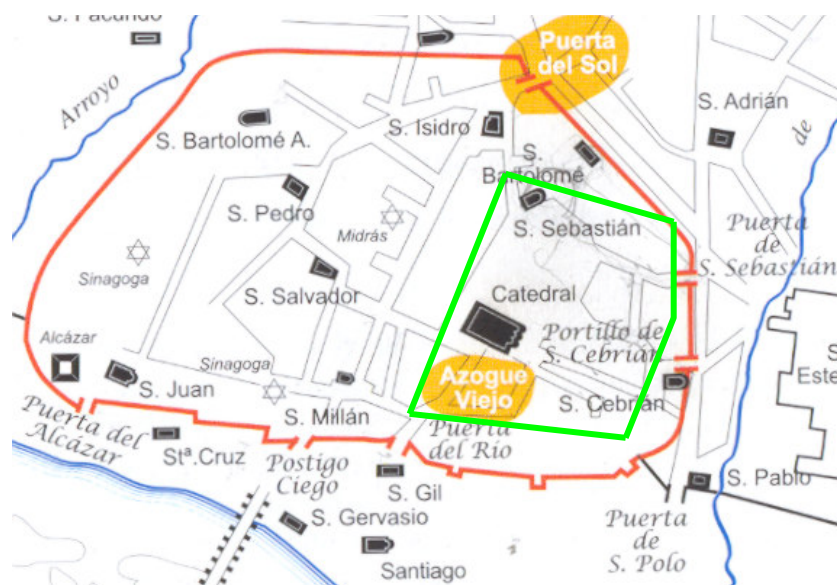 S. Facundo
Puerta
del Sol
Arroyo
S. Adrián
S. Isidro
S. Bartolomé A.
de
S.
Bartolomé
S. Pedro
Midrás
S. Sebastián
Puerta
de
S. Sebastián
Sinagoga
S. Salvador
Catedral
Portillo de
S. Cebrián
Alcázar
Sinagoga
Azogue
Viejo
S. Juan
S. Millán
S. Cebrián
S
Este
Puerta del
Alcázar
Puerta
del Río
Stª.Cruz
Postigo
Ciego
S. Gil
S. Pablo
S. Gervasio
Puerta
de
S. Polo
Santiago